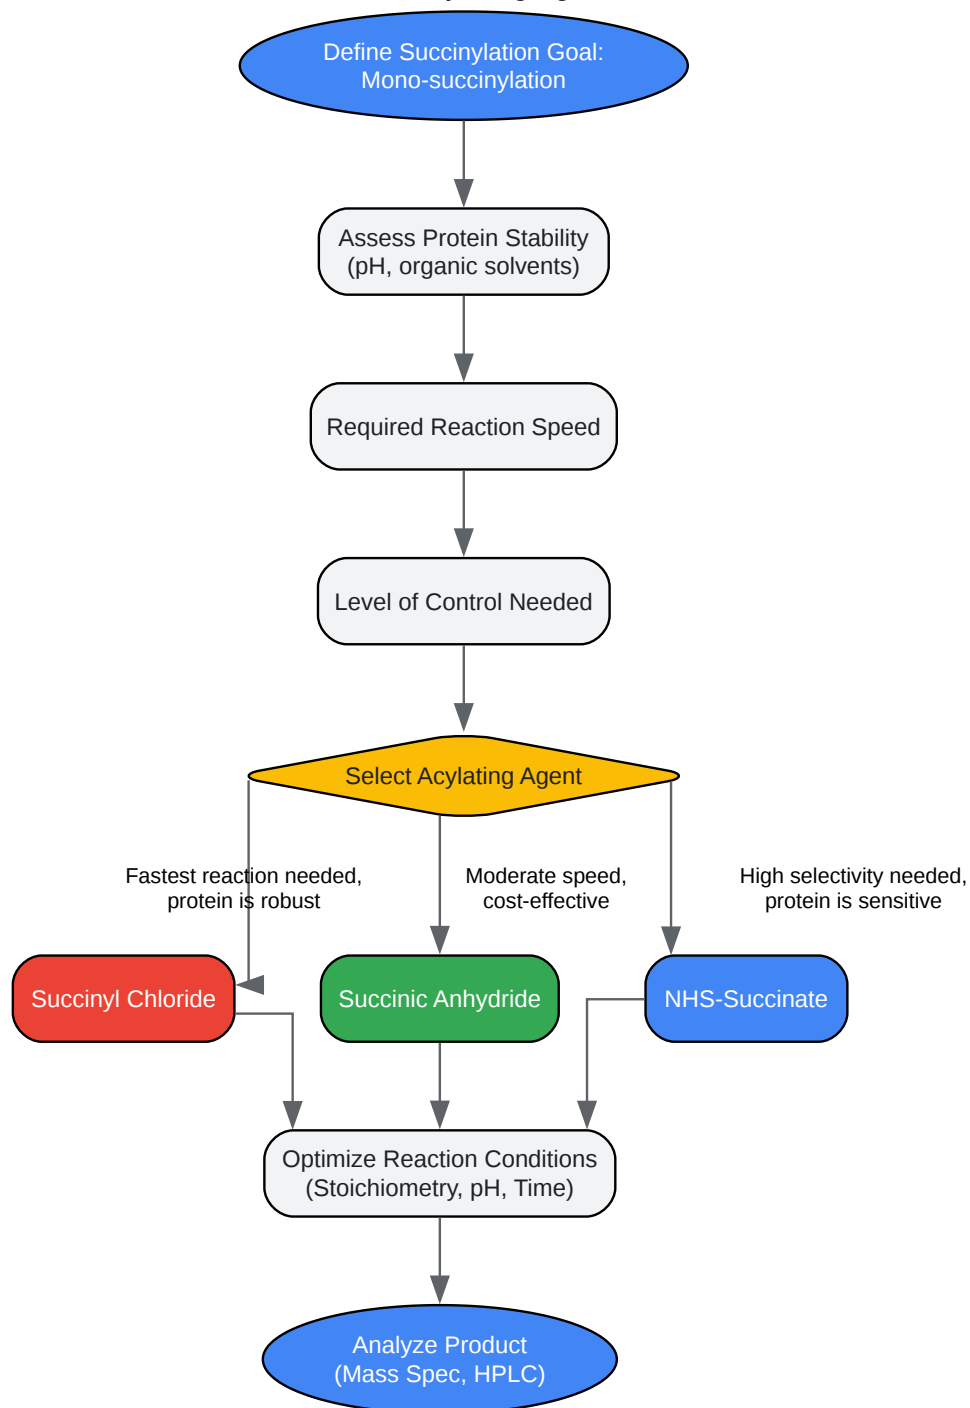 Define Succinylation Goal:
Mono-succinylation
Assess Protein Stability
(pH, organic solvents)
Required Reaction Speed
Level of Control Needed
Select Acylating Agent
Fastest reaction needed,
protein is robust
Moderate speed,
cost-effective
High selectivity needed,
protein is sensitive
Succinyl Chloride
Succinic Anhydride
NHS-Succinate
Optimize Reaction Conditions
(Stoichiometry, pH, Time)
Analyze Product
(Mass Spec, HPLC)